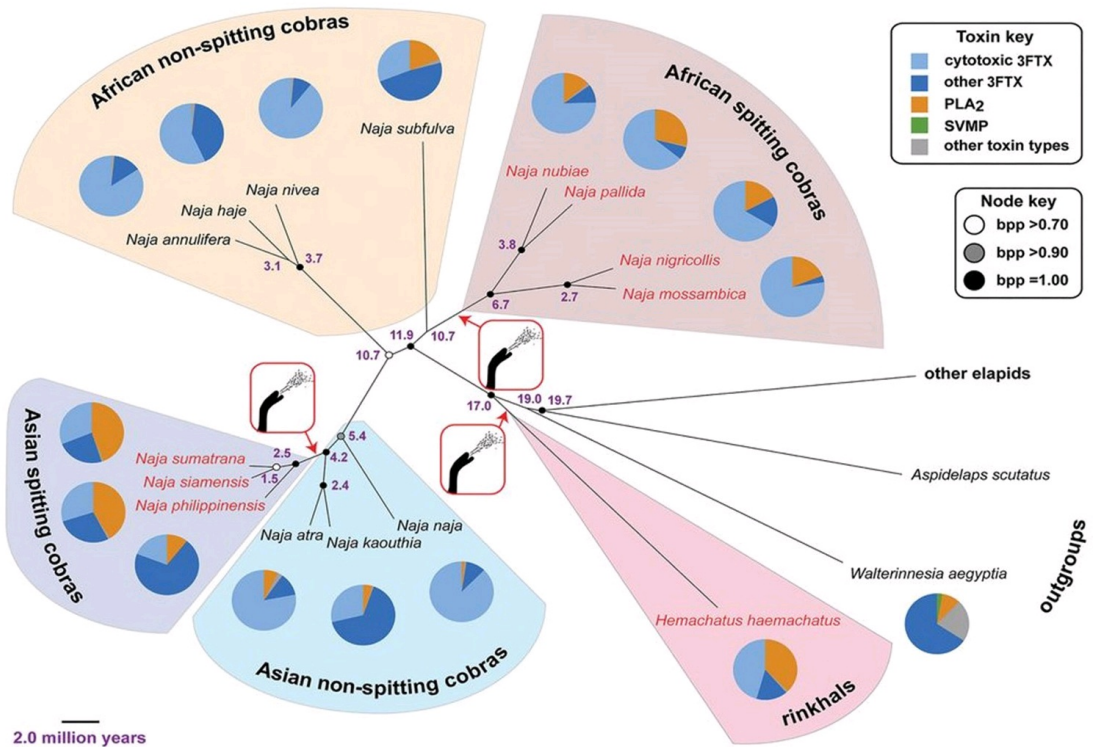 African non-spitting cobras
Naja subfulva
Naja nivea
Naja haje
Naja annulifera
3.7
3.1
African spitting cobras
Naja nubiae
Naja pallida
3.8
Naja nigricollis
Naja mossambica
6.7
2.7
Toxin key
cytotoxic 3FTX
other 3FTX
PLA2
SVMP
other toxin types
Node key
bpp >0.70
bpp >0.90
bpp =1.00
11.9
10.7
10.7
17.0
19.0
19.7
other elapids
Aspidelaps scutatus
Walterinnesia aegyptia
outgroups
Hemachatus haemachatus
rinkhals
Asian spitting cobras
2.5
Naja sumatrana
Naja siamensis
1.5
Naja philippinensis
5.4
4.2
2.4
Naja naja
Naja atra
Naja kaouthia
Asian non-spitting cobras
2.0 million years